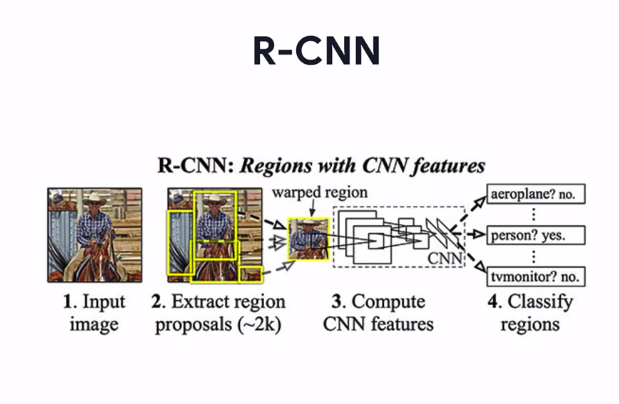 R-CNN
R-CNN: Regions with CNN features
warped region
aeroplane? no.
person? yes.
CNN
tvmonitor? no.
1. Input
image
2. Extract region
proposals (~2k)
3. Compute
CNN features
4. Classify
regions